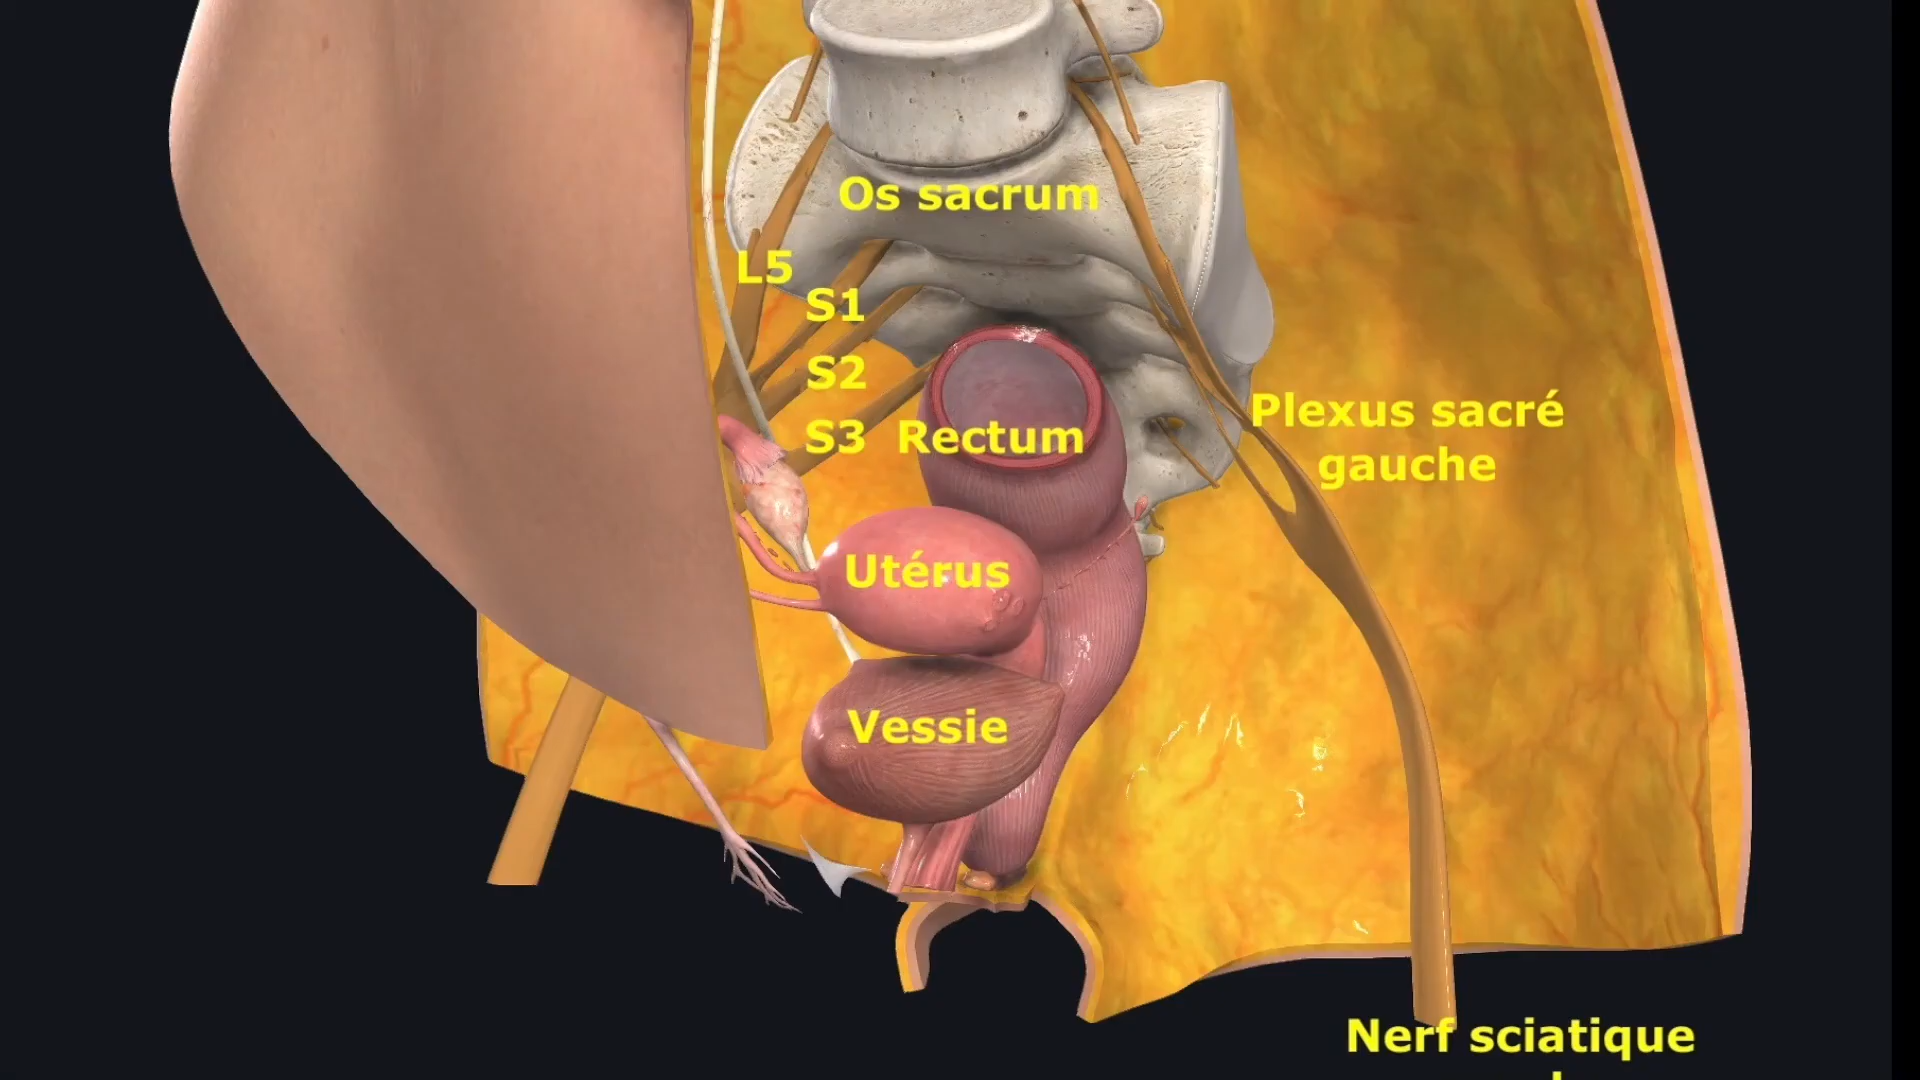 Os sacrum
L5
S1
S2
S3
Rectum
Plexus sacré
gauche
Utérus
Vessie
Nerf sciatique